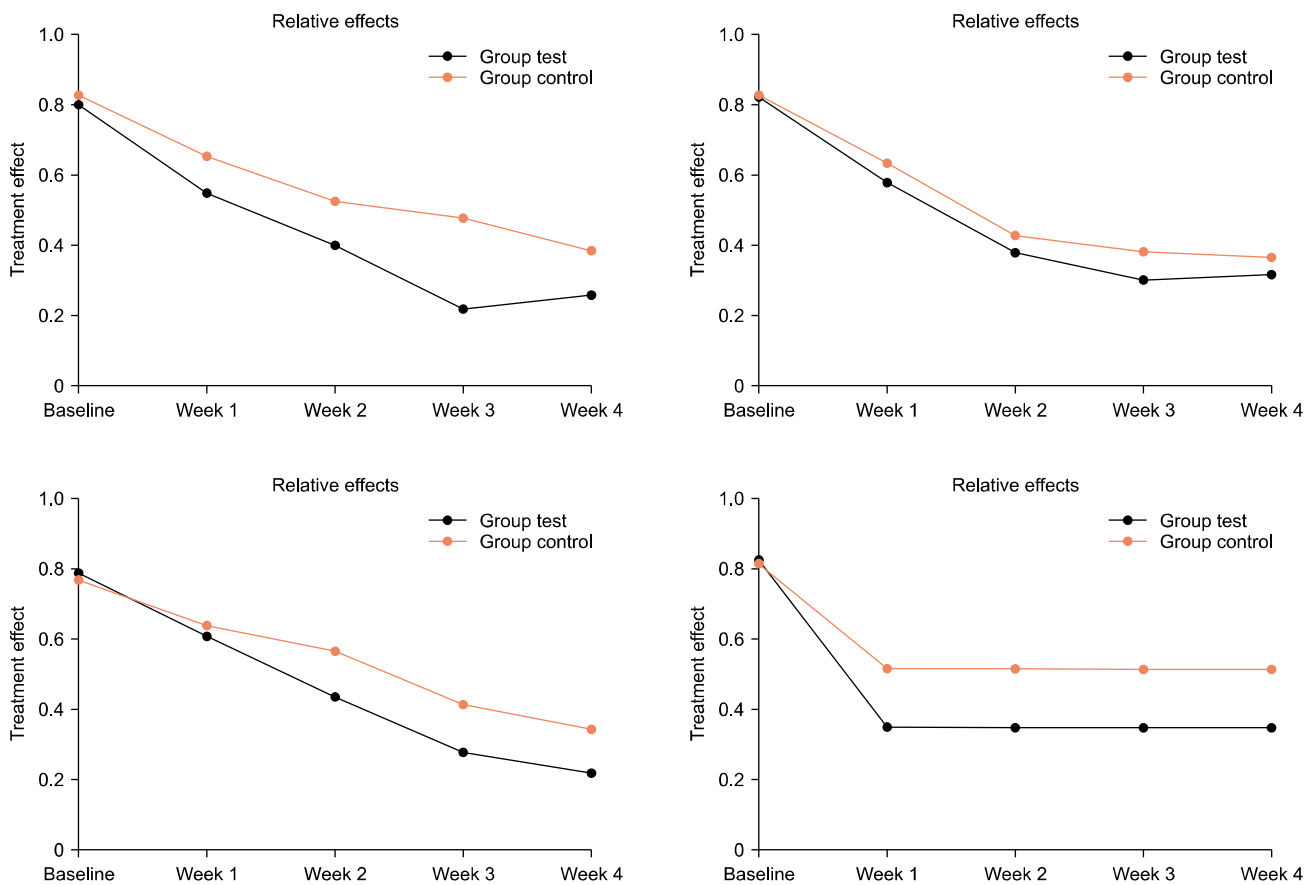 Relative effects
1.0
Group test
Group control
0.8
0.6
0.4
0.2
0
Treatment effect
Baseline Week 1 Week 2 Week 3 Week 4
Relative effects
1.0
Group test
Group control
0.8
0.6
0.4
0.2
0
Treatment effect
Baseline Week 1 Week 2 Week 3 Week 4
Relative effects
1.0
Group test
Group control
0.8
0.6
0.4
0.2
0
Treatment effect
Baseline Week 1 Week 2 Week 3 Week 4
Relative effects
1.0
Group test
Group control
0.8
0.6
0.4
0.2
0
Treatment effect
Baseline Week 1 Week 2 Week 3 Week 4